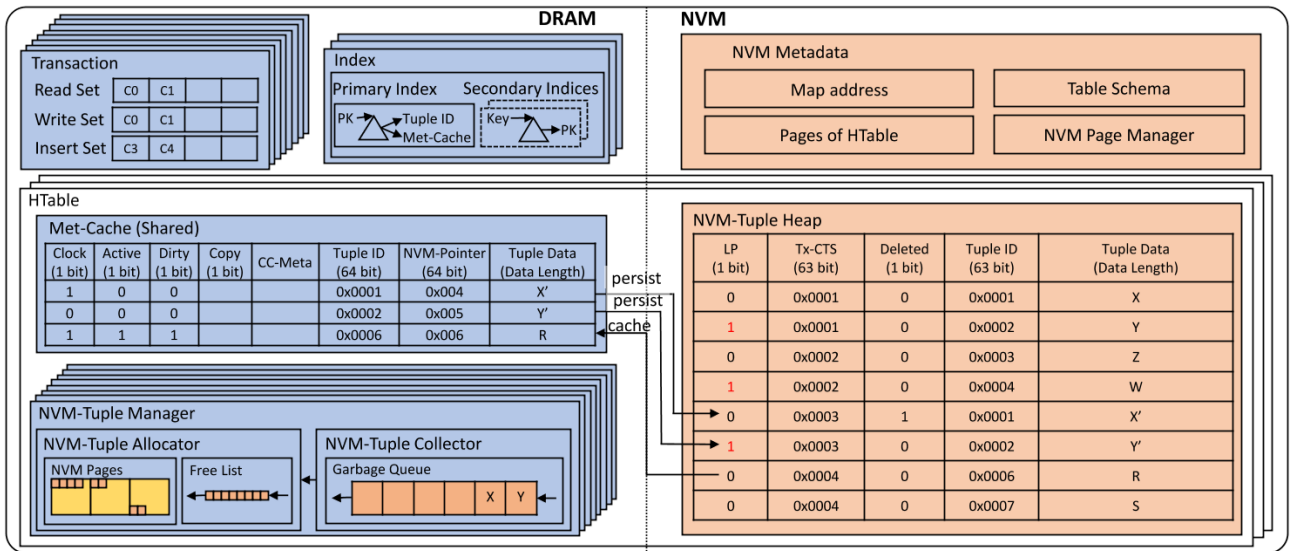 DRAM NVM
Transaction
Read Set C0 C1
Write Set C0 C1
Insert Set C3 C4
Index
Primary Index Secondary Indices
PK Tuple ID
Met-Cache
Key PK
NVM Metadata
Map address Table Schema
Pages of HTable NVM Page Manager
HTable
Met-Cache (Shared)
Clock Active Dirty Copy CC-Meta Tuple ID NVM-Pointer Tuple Data
(1 bit) (1 bit) (1 bit) (1 bit) (64 bit) (64 bit) (Data Length)
1 0 0 0x0001 0x004 X’
0 0 0 0x0002 0x005 Y’
1 1 1 0x0006 0x006 R
persist
persist
cache
NVM-Tuple Heap
LP Tx-CTS Deleted Tuple ID Tuple Data
(1 bit) (63 bit) (1 bit) (63 bit) (Data Length)
0 0x0001 0 0x0001 X
1 0x0001 0 0x0002 Y
0 0x0002 0 0x0003 Z
1 0x0002 0 0x0004 W
0 0x0003 1 0x0001 X’
1 0x0003 0 0x0002 Y’
0 0x0004 0 0x0006 R
0 0x0004 0 0x0007 S
NVM-Tuple Manager
NVM-Tuple Allocator
NVM Pages Free List
NVM-Tuple Collector
Garbage Queue
X Y